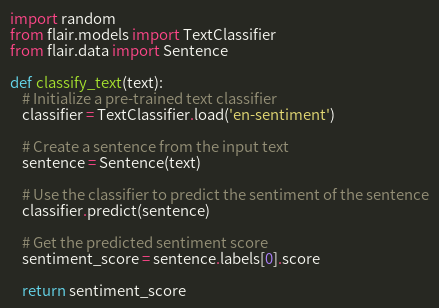 import random
from flair.models import TextClassifier
from flair.data import Sentence

def classify_text(text):
    # Initialize a pre-trained text classifier
    classifier = TextClassifier.load('en-sentiment')

    # Create a sentence from the input text
    sentence = Sentence(text)

    # Use the classifier to predict the sentiment of the sentence
    classifier.predict(sentence)

    # Get the predicted sentiment score
    sentiment_score = sentence.labels[0].score

    return sentiment_score